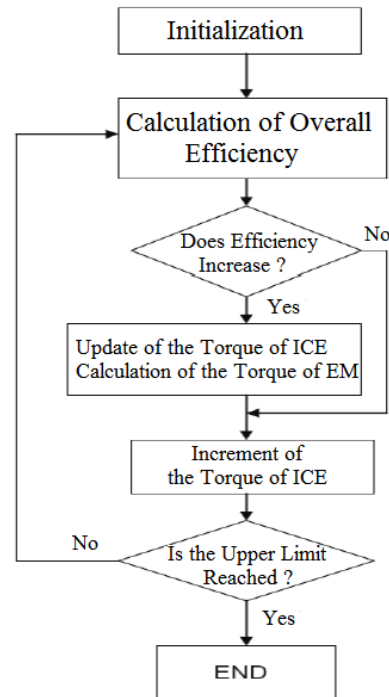 Initialization
Calculation of Overall
Efficiency
Does Efficiency
Increase ?
No
Yes
Update of the Torque of ICE
Calculation of the Torque of EM
Increment of
the Torque of ICE
No
Is the Upper Limit
Reached ?
Yes
END